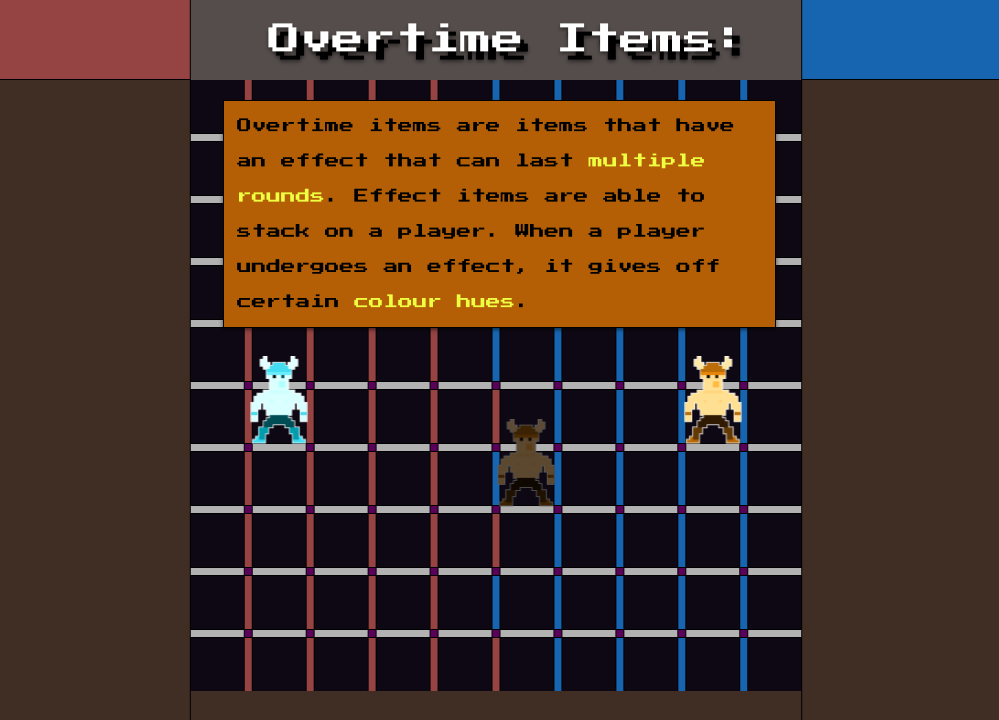 Overtime Items:
Overtime items are items that have
an effect that can last multiple
rounds. Effect items are able to
stack on a player. When a player
undergoes an effect, it gives off
certain colour hues.